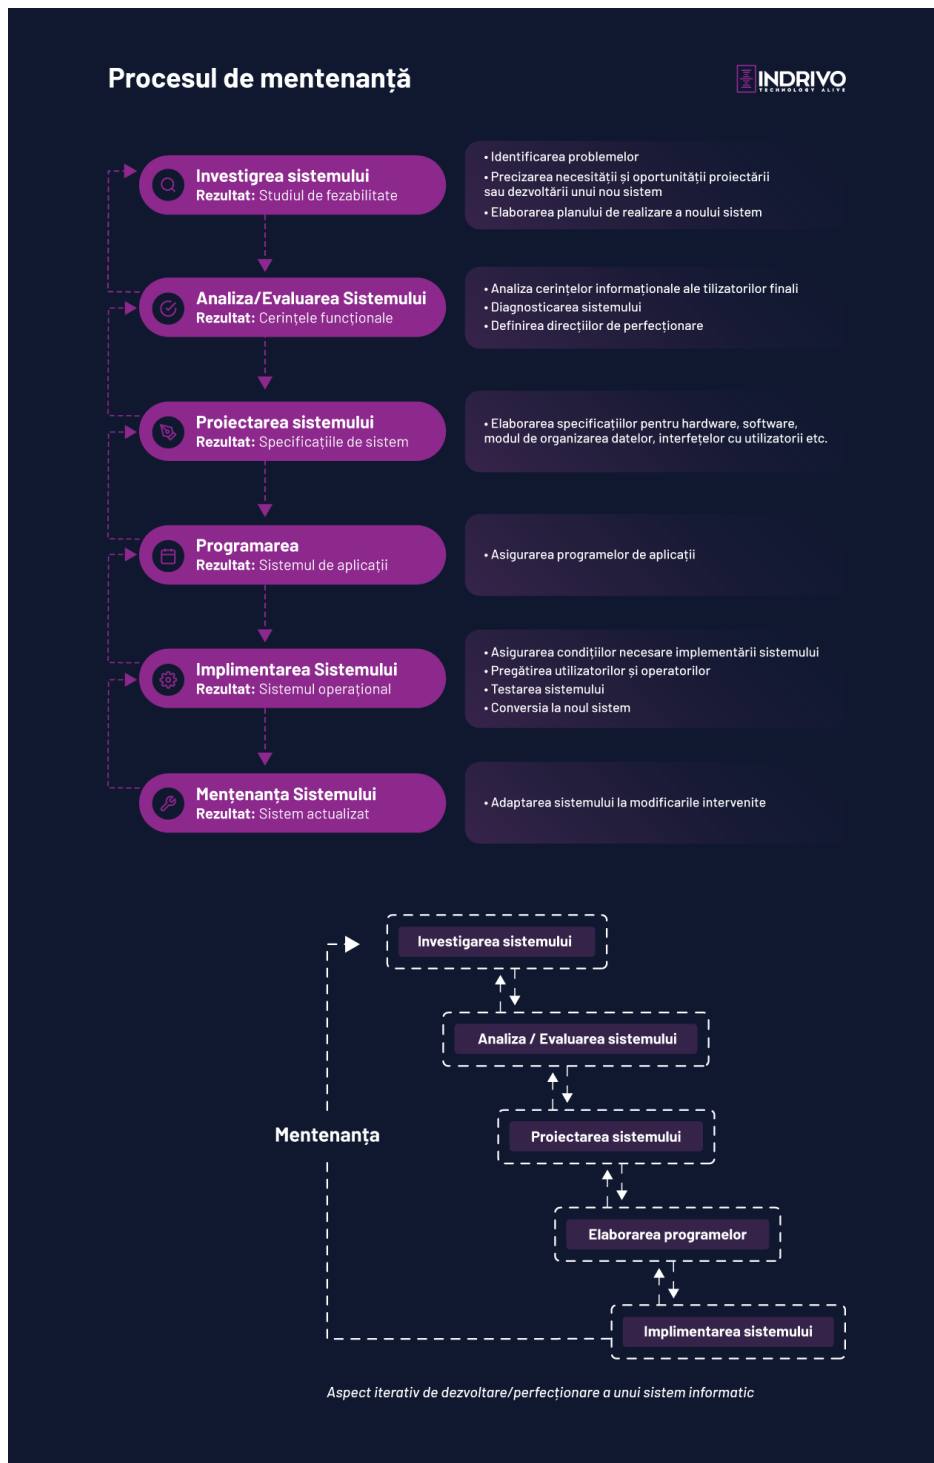 Procesul de mentenanță
INDRIVO
TECHNOLOGY ALIVE
Investigrea sistemului
Rezultat: Studiul de fezabilitate
• Identificarea problemelor
• Precizarea necesității și oportunității proiectării
sau dezvoltării unui nou sistem
• Elaborarea planului de realizare a noului sistem
Analiza/Evaluarea Sistemului
Rezultat: Cerințele funcționale
• Analiza cerințelor informaționale ale tilizatorilor finali
• Diagnosticarea sistemului
• Definirea direcțiilor de perfecționare
Proiectarea sistemului
Rezultat: Specificațiile de sistem
• Elaborarea specificațiilor pentru hardware, software,
modul de organizarea datelor, interfețelor cu utilizatorii etc.
Programarea
Rezultat: Sistemul de aplicații
• Asigurarea programelor de aplicații
Implimentarea Sistemului
Rezultat: Sistemul operațional
• Asigurarea condițiilor necesare implementării sistemului
• Pregătirea utilizatorilor și operatorilor
• Testarea sistemului
• Conversia la noul sistem
Mențenanța Sistemului
Rezultat: Sistem actualizat
• Adaptarea sistemului la modificarile intervenite
Investigarea sistemului
Analiza / Evaluarea sistemului
Mentenanța
Proiectarea sistemului
Elaborarea programelor
Implimentarea sistemului
Aspect iterativ de dezvoltare/perfecționare a unui sistem informatic